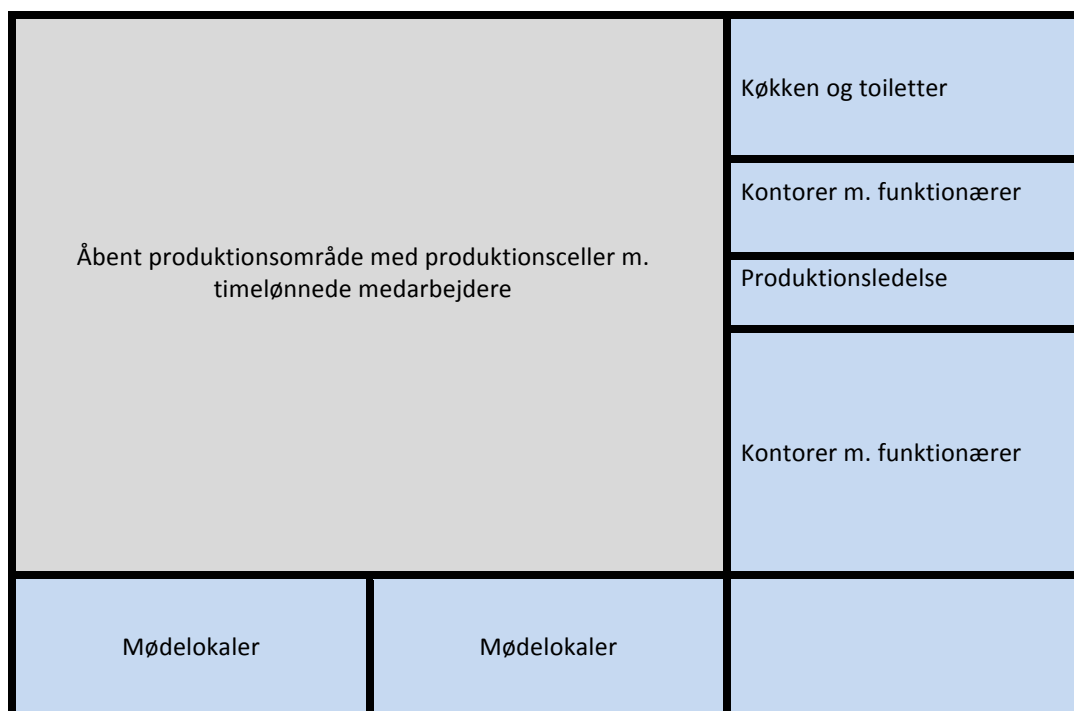 Køkken og toiletter
Kontorer m. funktionærer
Åbent produktionsområde med produktionsceller m.
timelønnede medarbejdere
Produktionsledelse
Kontorer m. funktionærer
Mødelokaler
Mødelokaler